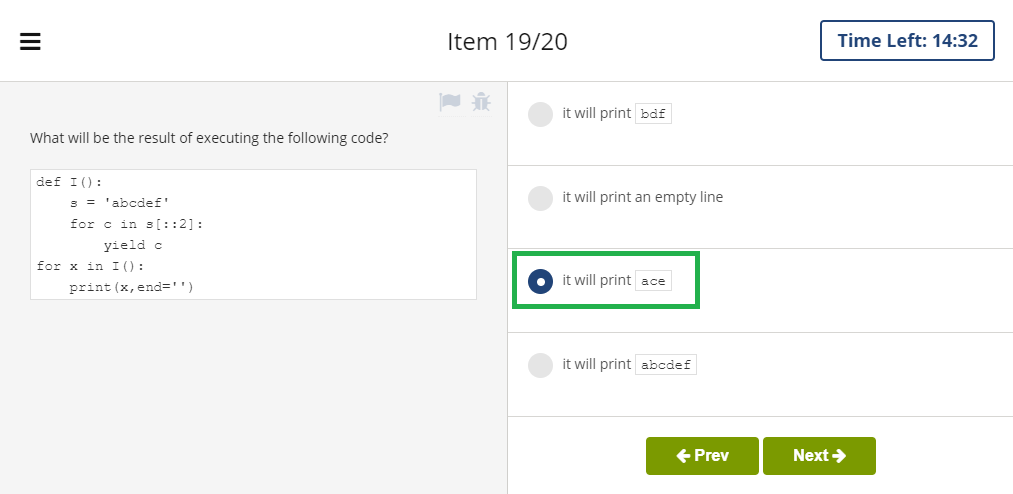 Item 19/20
Time Left: 14:32
What will be the result of executing the following code?
def I():
    s = 'abcdef'
    for c in s[::2]:
        yield c
for x in I():
    print(x,end='')
it will print bdf
it will print an empty line
it will print ace
it will print abcdef
Prev
Next